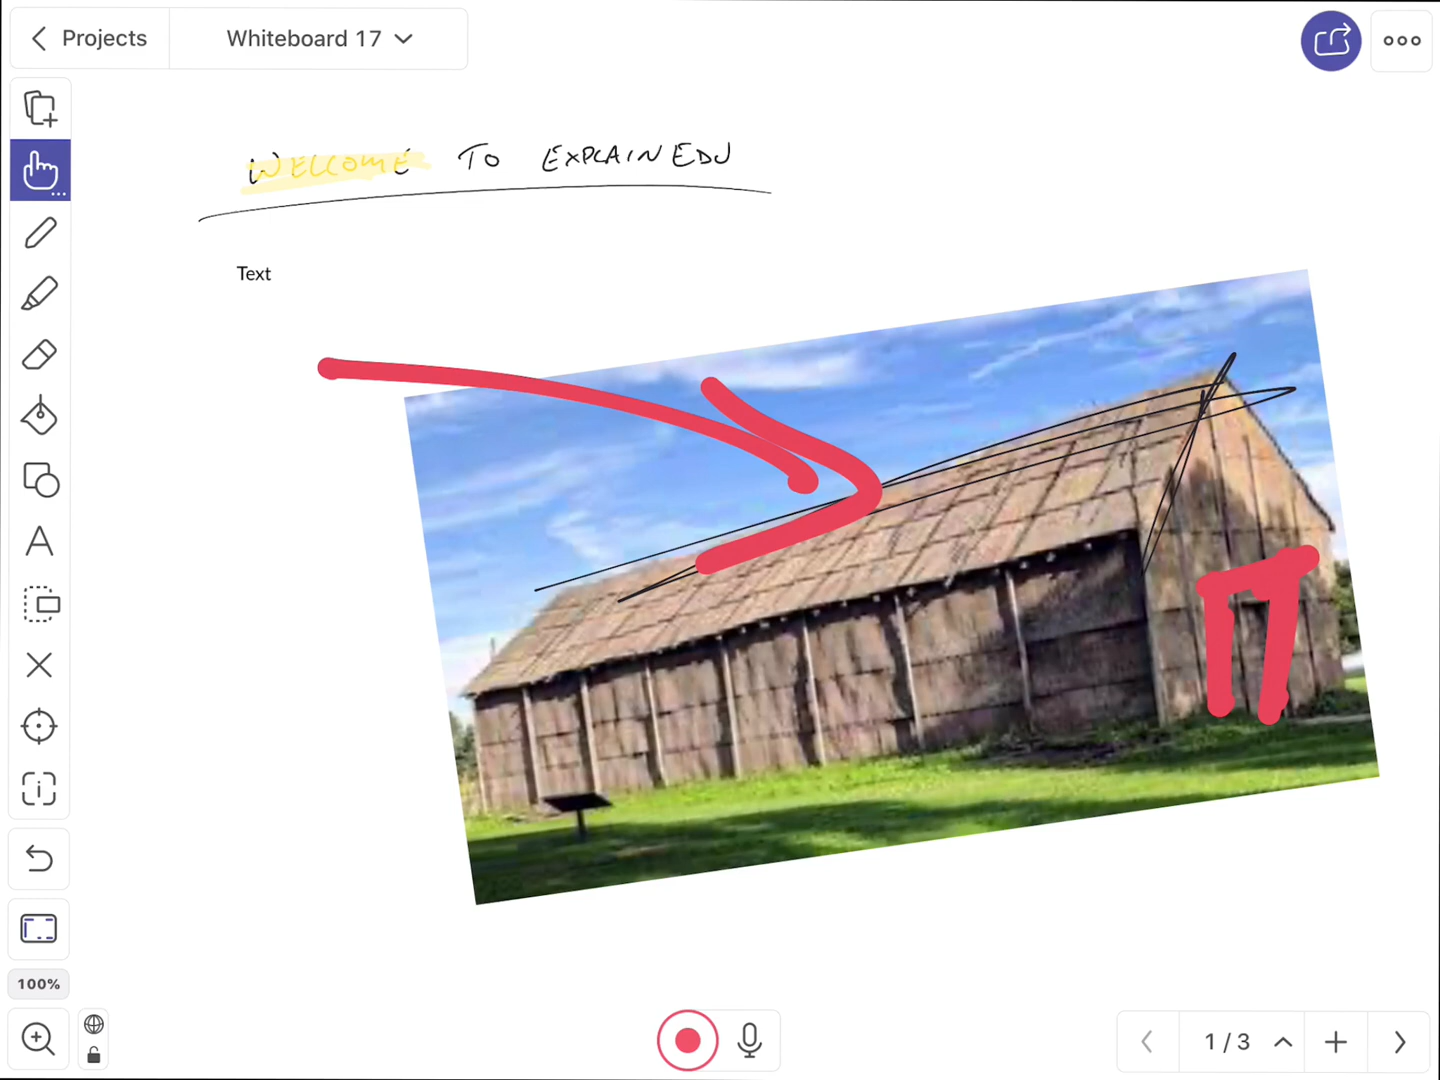 Projects
Whiteboard 17
WELCOME TO EXPLAIN EDU
Text
100%
1 / 3